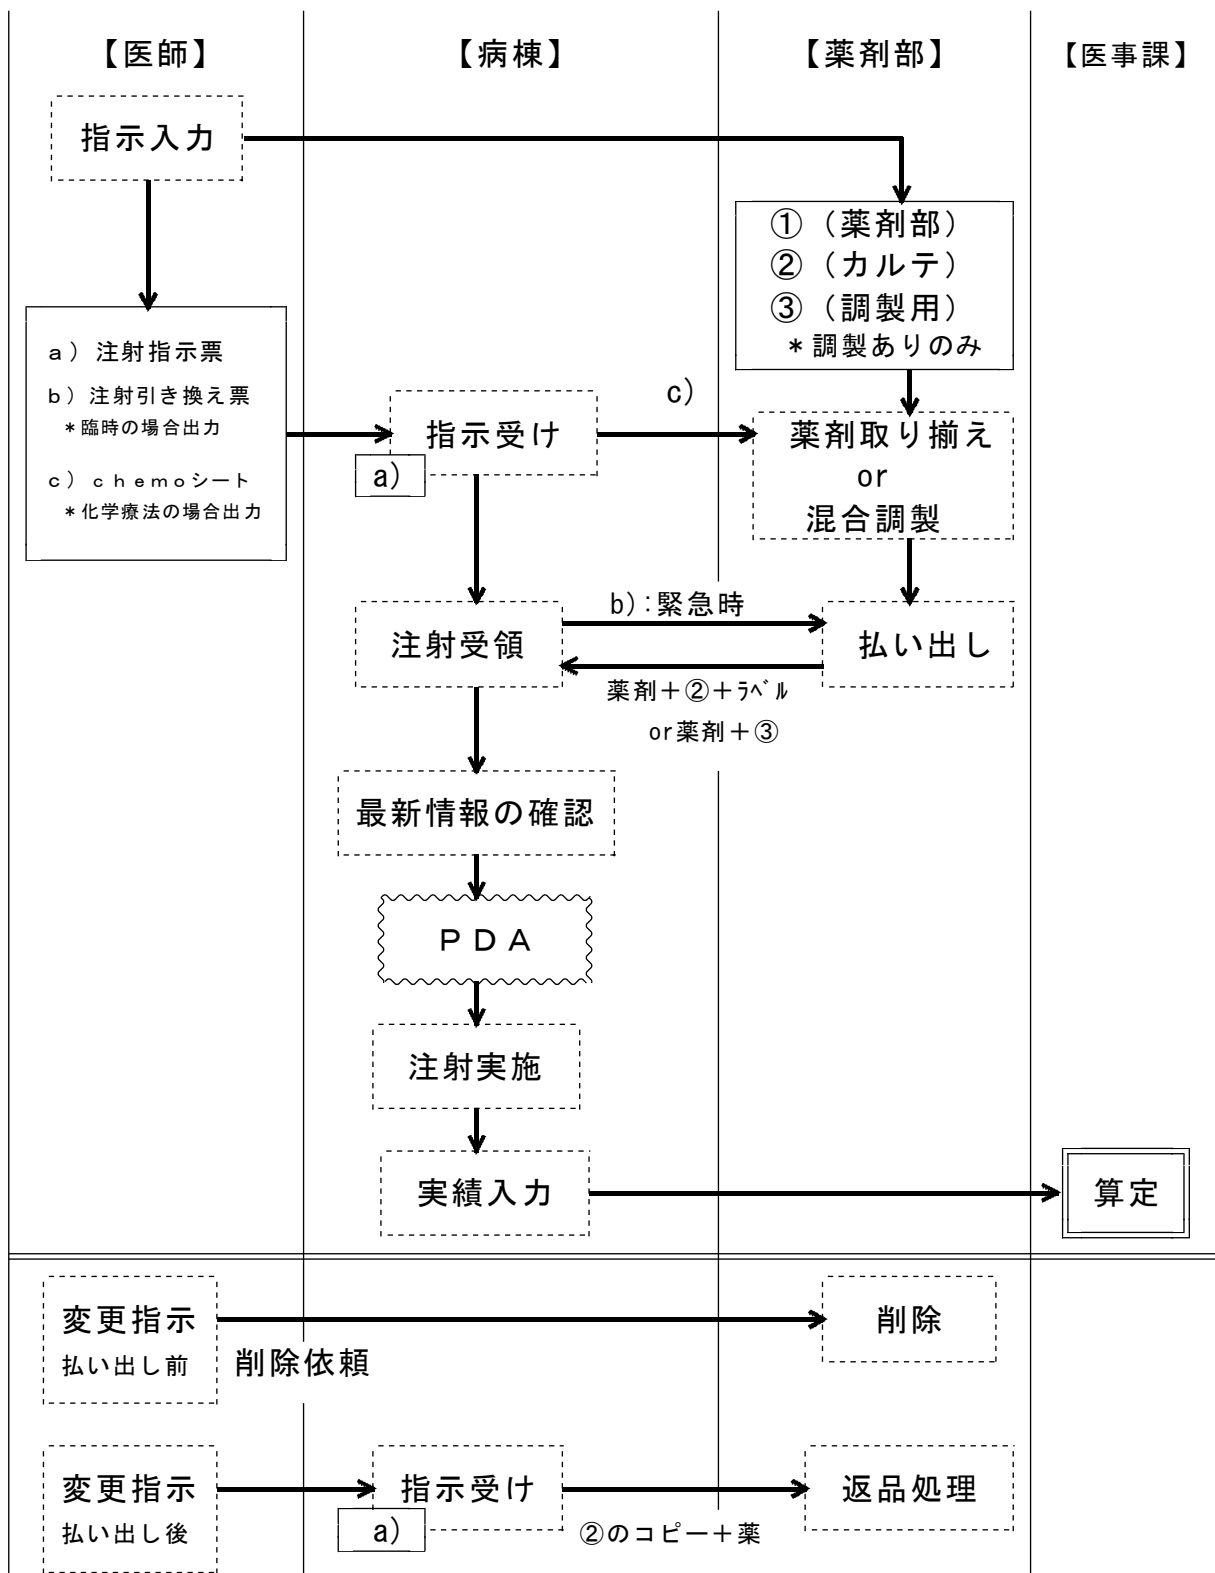 【医師】
【病棟】
【薬剤部】
【医事課】
指示入力
①（薬剤部）
②（カルテ）
③（調製用）
＊調製ありのみ
a）注射指示票
b）注射引き換え票
＊臨時の場合出力
c）ｃｈｅｍｏシート
＊化学療法の場合出力
指示受け
a）
c）
薬剤取り揃え
or
混合調製
注射受領
b）：緊急時
払い出し
薬剤＋②＋ﾗﾍﾞﾙ
or薬剤＋③
最新情報の確認
ＰＤＡ
注射実施
実績入力
算定
変更指示
払い出し前
削除依頼
削除
変更指示
払い出し後
指示受け
a）
②のコピー＋薬
返品処理